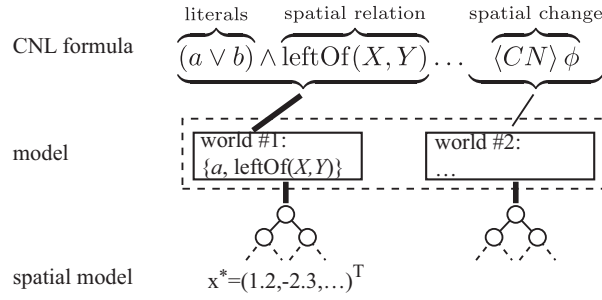 literals spatial relation spatial change
CNL formula (a ∨ b) ∧ leftOf(X, Y) … ⟨CN⟩ ϕ
world #1: world #2:
model {a, leftOf(X,Y)} …
spatial model x*=(1.2,-2.3,…)T